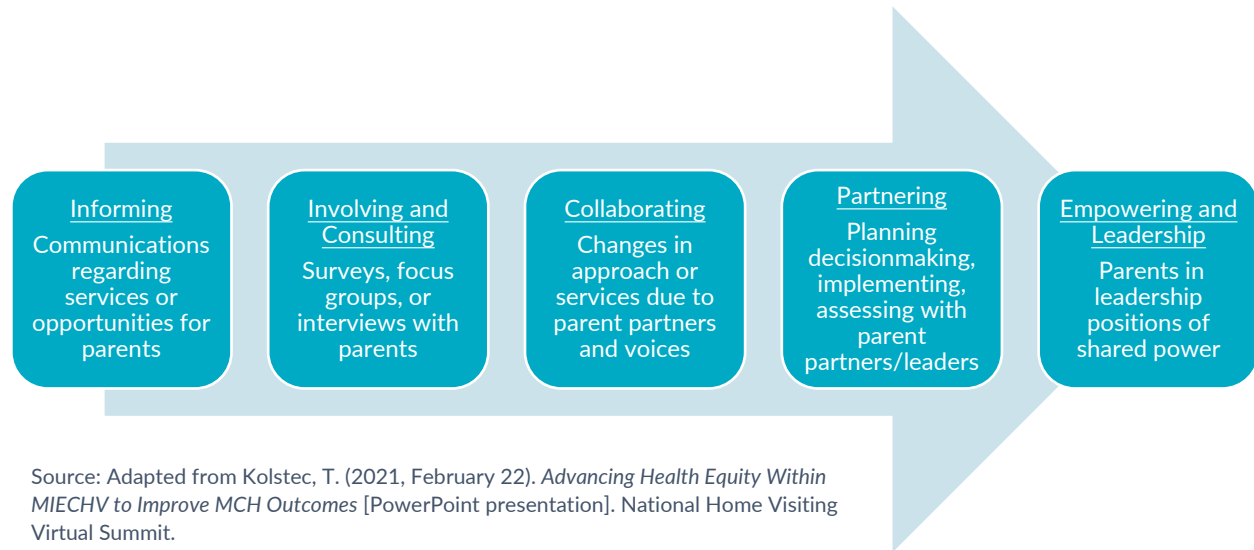 Informing
Communications
regarding
services or
opportunities for
parents
Involving and
Consulting
Surveys, focus
groups, or
interviews with
parents
Collaborating
Changes in
approach or
services due to
parent partners
and voices
Partnering
Planning
decisionmaking,
implementing,
assessing with
parent
partners/leaders
Empowering and
Leadership
Parents in
leadership
positions of
shared power
Source: Adapted from Kolstec, T. (2021, February 22). Advancing Health Equity Within
MIECHV to Improve MCH Outcomes [PowerPoint presentation]. National Home Visiting
Virtual Summit.